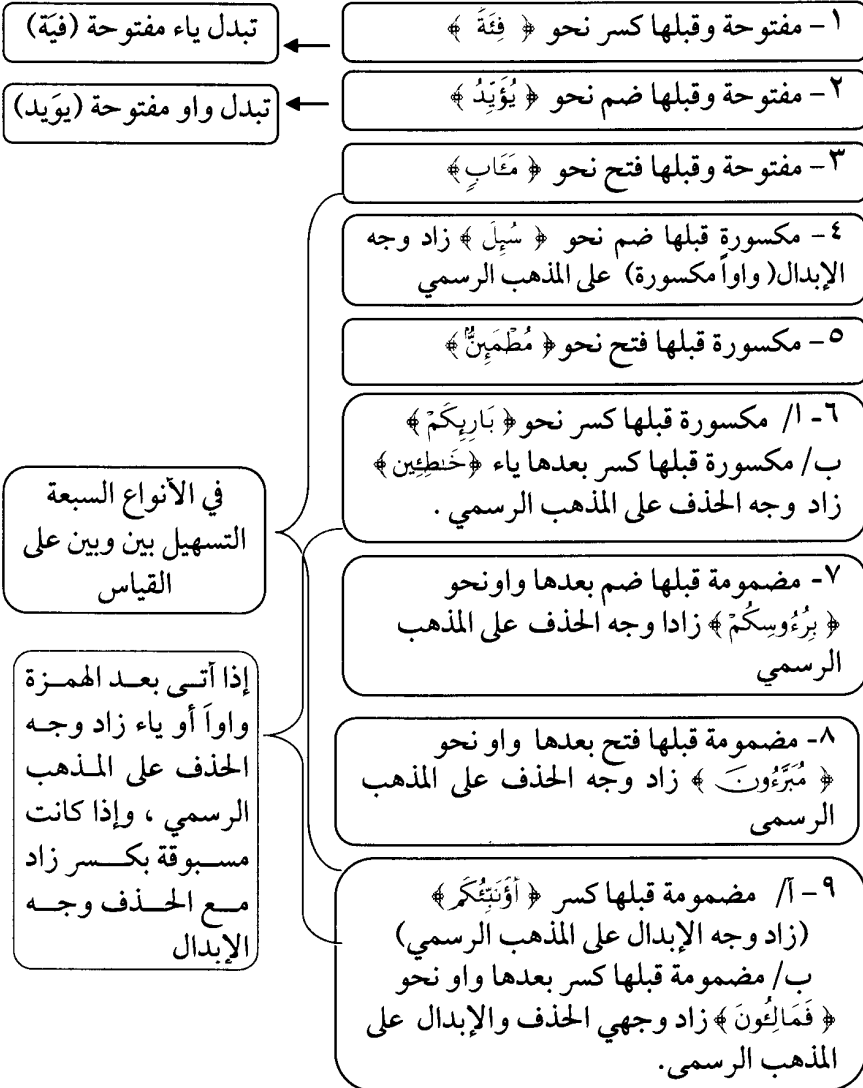 ١- مفتوحة وقبلها كسر نحو ﴿ فِئَةٌ ﴾
تبدل ياء مفتوحة (فيَة)
٢- مفتوحة وقبلها ضم نحو ﴿ يُؤَيِّدُ ﴾
تبدل واو مفتوحة (يوَيد)
٣- مفتوحة وقبلها فتح نحو ﴿ مَـَٔابٍ ﴾
٤- مكسورة قبلها ضم نحو ﴿ سُئِلَ ﴾ زاد وجه
الإبدال( واواً مكسورة) على المذهب الرسمي
٥- مكسورة قبلها فتح نحو ﴿ مُطْمَئِنٌّ ﴾
٦- ا/ مكسورة قبلها كسر نحو ﴿ بَارِئِكُمْ ﴾
ب/ مكسورة قبلها كسر بعدها ياء ﴿خَـٰطِـِٔين ﴾
زاد وجه الحذف على المذهب الرسمي .
في الأنواع السبعة
التسهيل بين وبين على
القياس
٧- مضمومة قبلها ضم بعدها واونحو
﴿ بِرُءُوسِكُمْ ﴾ زادا وجه الحذف على المذهب
الرسمي
٨- مضمومة قبلها فتح بعدها واو نحو
﴿ مُبَرَّءُونَ ﴾ زاد وجه الحذف على المذهب
الرسمى
إذا آتى بعد الهمزة
واواً أو ياء زاد وجه
الحذف على المذهب
الرسمي ، وإذا كانت
مسبوقة بكسر زاد
مع الحذف وجه
الإبدال
٩- آ/ مضمومة قبلها كسر ﴿ أَؤُنَبِّئُكُم ﴾
(زاد وجه الإبدال على المذهب الرسمي)
ب/ مضمومة قبلها كسر بعدها واو نحو
﴿ فَمَالِـُٔونَ ﴾ زاد وجهي الحذف والإبدال على
المذهب الرسمي.